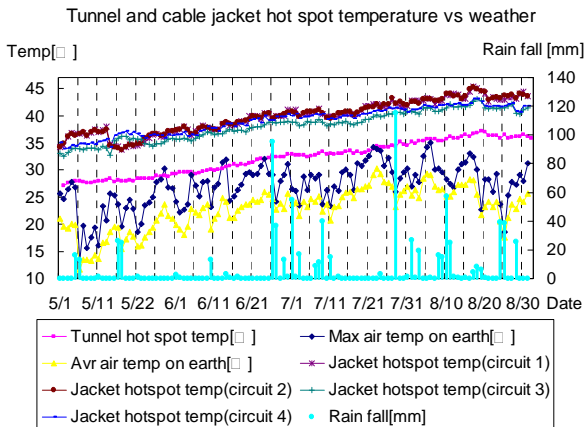 Tunnel and cable jacket hot spot temperature vs weather
Temp[□] Rain fall [mm]
45 140
40 120
35 100
30 80
25 60
20 40
15 20
10 0
5/1 5/11 5/22 6/1 6/11 6/21 7/1 7/11 7/21 7/31 8/10 8/20 8/30 Date
Tunnel hot spot temp[□ ] Max air temp on earth[□ ]
Avr air temp on earth[□ ] Jacket hotspot temp(circuit 1)
Jacket hotspot temp(circuit 2) Jacket hotspot temp(circuit 3)
Jacket hotspot temp(circuit 4) Rain fall[mm]